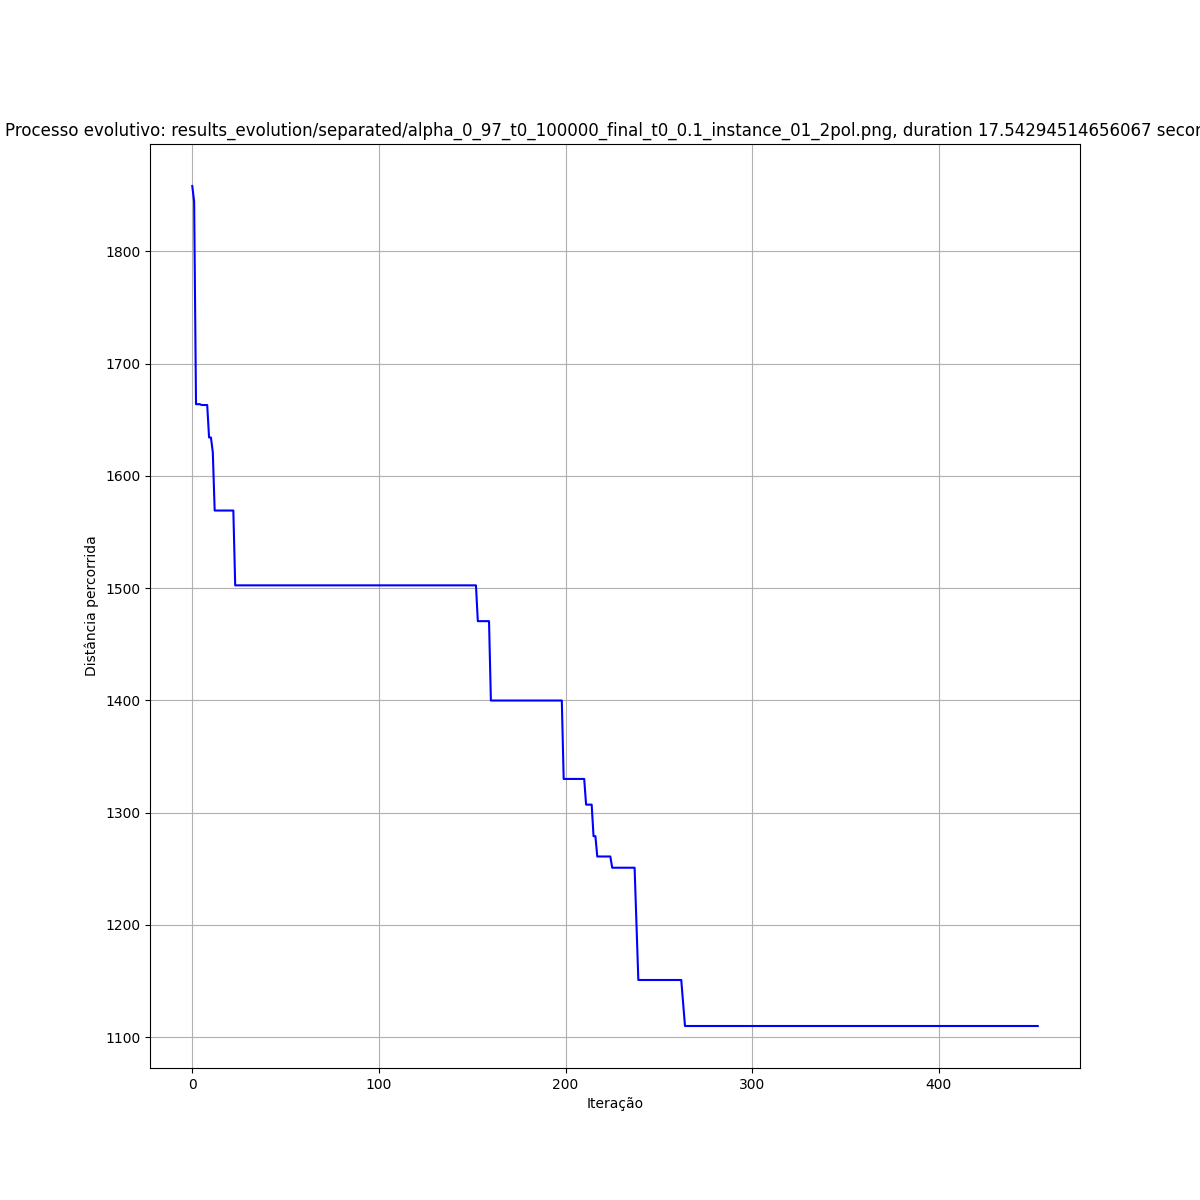 Processo evolutivo: results_evolution/separated/alpha_0_97_t0_100000_final_t0_0.1_instance_01_2pol.png, duration 17.54294514656067
1800
1700
1600
1500
1400
1300
1200
1100
Distância percorrida
0 100 200 300 400
Iteração